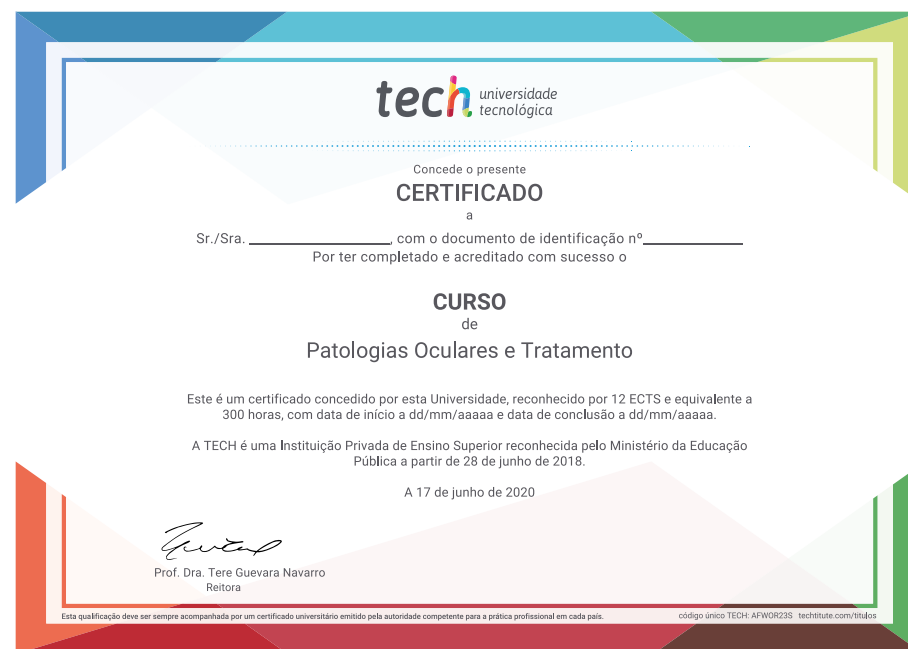 tech universidade
tecnológica
Concede o presente
CERTIFICADO
a
Sr./Sra. ________________, com o documento de identificação nº____________
Por ter completado e acreditado com sucesso o
CURSO
de
Patologias Oculares e Tratamento
Este é um certificado concedido por esta Universidade, reconhecido por 12 ECTS e equivalente a
300 horas, com data de início a dd/mm/aaaaa e data de conclusão a dd/mm/aaaaa.
A TECH é uma Instituição Privada de Ensino Superior reconhecida pelo Ministério da Educação
Pública a partir de 28 de junho de 2018.
A 17 de junho de 2020
Prof. Dra. Tere Guevara Navarro
Reitora
Esta qualificação deve ser sempre acompanhada por um certificado universitário emitido pela autoridade competente para a prática profissional em cada país. código único TECH: AFWOR23S techtitute.com/titulos